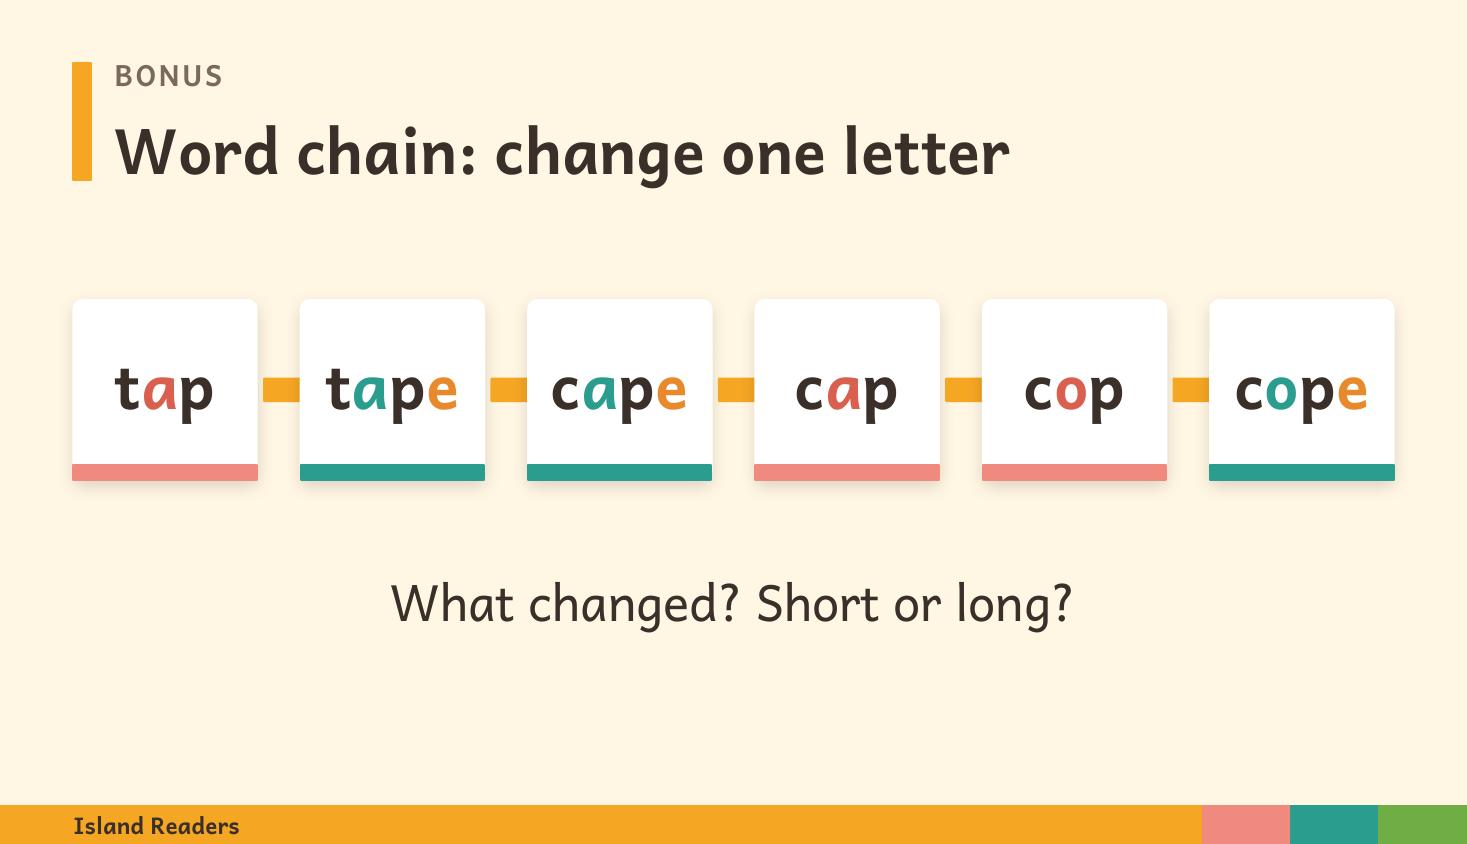 BONUS
Word chain: change one letter
tap tape cape cap cop cope
What changed? Short or long?
Island Readers